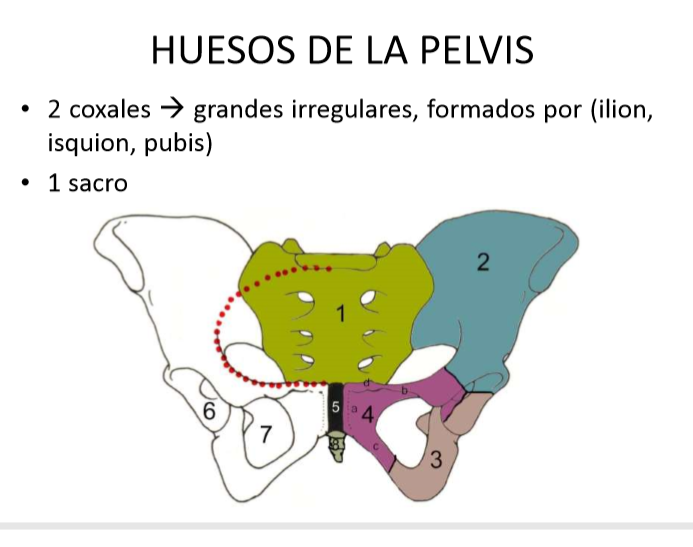 HUESOS DE LA PELVIS
• 2 coxales → grandes irregulares, formados por (ilion,
isquion, pubis)
• 1 sacro
2
1
d
b
6
5
a
4
7
8
c
3